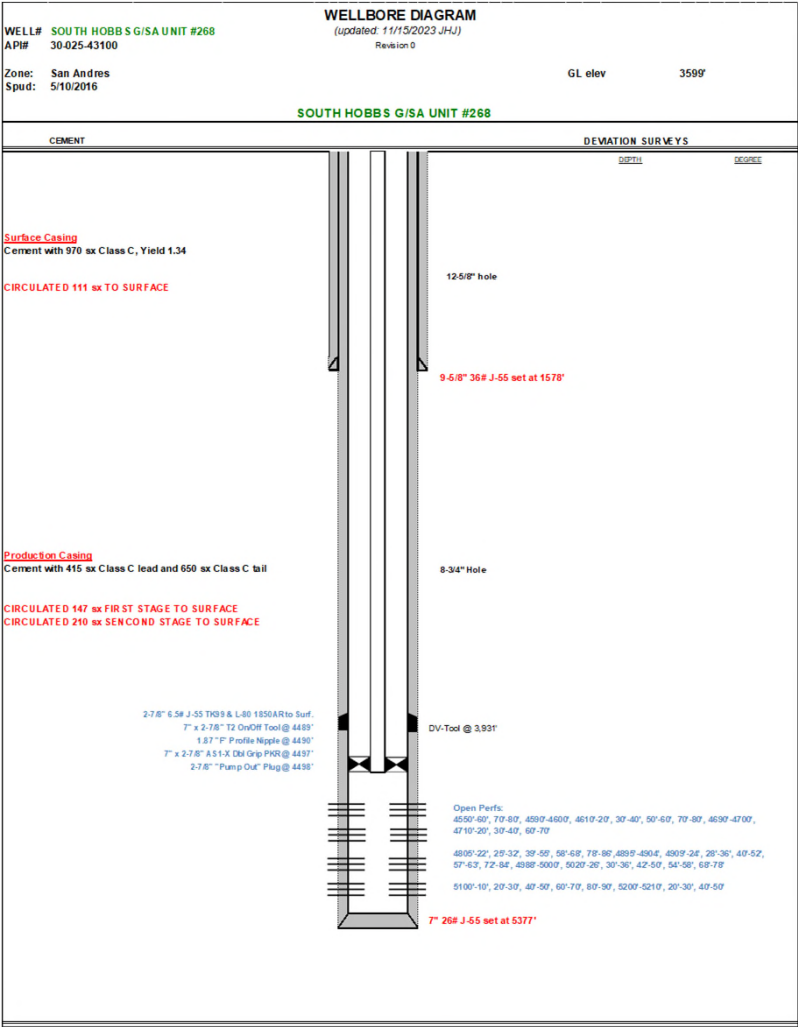 WELLBORE DIAGRAM
(updated: 11/15/2023 JHJ)
Revision 0
WELL# SOUTH HOBBS G/SA UNIT #268
API# 30-025-43100
Zone: San Andres
Spud: 5/10/2016
GL elev 3599'
SOUTH HOBBS G/SA UNIT #268
CEMENT
DEVIATION SURVEYS
DEPTH DEGREE
Surface Casing
Cement with 970 sx Class C, Yield 1.34
CIRCULATED 111 sx TO SURFACE
12-5/8" hole
9-5/8" 36# J-55 set at 1578'
Production Casing
Cement with 415 sx Class C lead and 650 sx Class C tail
8-3/4" Hole
CIRCULATED 147 sx FIRST STAGE TO SURFACE
CIRCULATED 210 sx SENCOND STAGE TO SURFACE
2-7/8" 6.5# J-55 TK99 & L-80 1850AR to Surf.
7" x 2-7/8" T2 On/Off Tool @ 4489'
1.87 "F" Profile Nipple @ 4490'
7" x 2-7/8" AS1-X Dbl Grip PKR @ 4497'
2-7/8" "Pump Out" Plug @ 4498'
DV-Tool @ 3,931'
Open Perfs:
4550'-60', 70'-80', 4590'-4600', 4610'-20', 30'-40', 50'-60', 70'-80', 4690'-4700',
4710'-20', 30'-40', 60'-70'
4805'-22', 25'-32', 39'-55', 58'-68', 78'-86', 4895'-4904', 4909'-24', 28'-36', 40'-52',
57'-63', 72'-84', 4988'-5000', 5020'-26', 30'-36', 42'-50', 54'-58', 68'-78'
5100'-10', 20'-30', 40'-50', 60'-70', 80'-90', 5200'-5210', 20'-30', 40'-50'
7" 26# J-55 set at 5377'